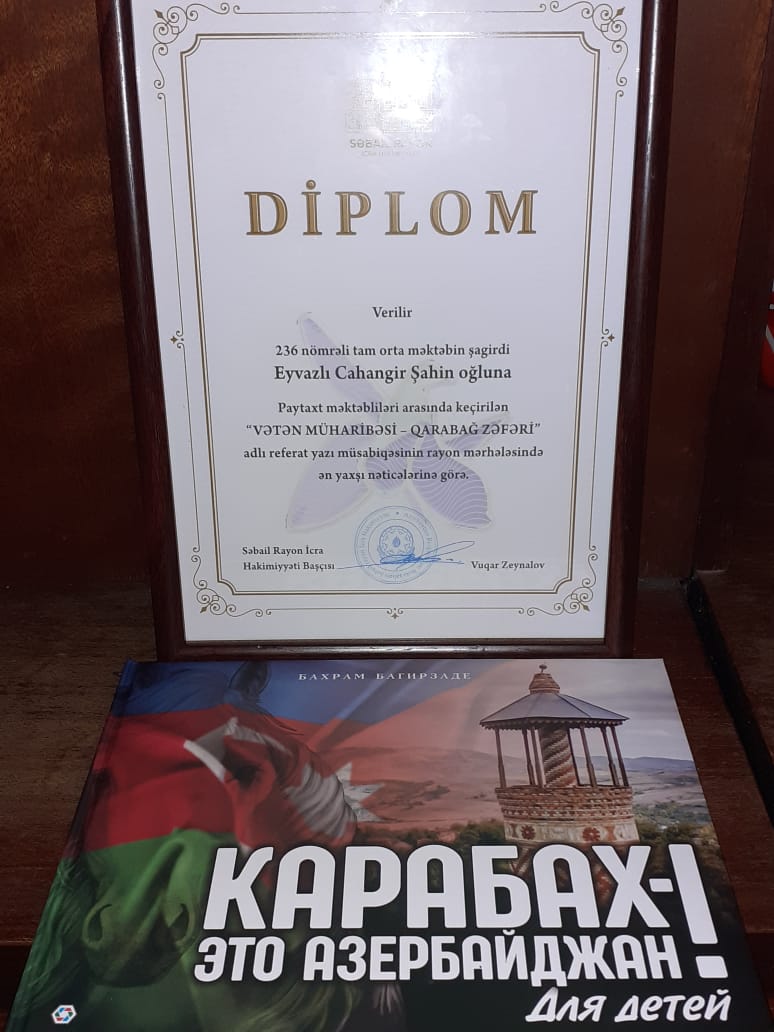 SƏBAİL RAYON
DİPLOM
Verilir
236 nömrəli tam orta məktəbin şagirdi
Eyvazlı Cahangir Şahin oğluna
Paytaxt məktəbliləri arasında keçirilən
“VƏTƏN MÜHARİBƏSİ – QARABAĞ ZƏFƏRİ”
adlı referat yazı müsabiqəsinin rayon mərhələsində
ən yaxşı nəticələrinə görə.
Səbail Rayon İcra
Hakimiyyəti Başçısı
Vuqar Zeynalov
БАХРАМ БАГИРЗАДЕ
КАРАБАХ-
ЭТО АЗЕРБАЙДЖАН!
Для детей